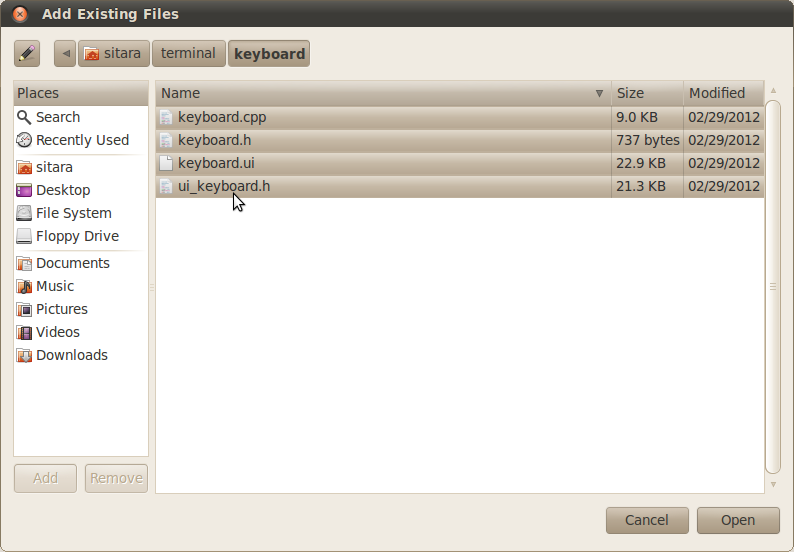 Add Existing Files
sitara terminal keyboard
Places
Search
Recently Used
sitara
Desktop
File System
Floppy Drive
Documents
Music
Pictures
Videos
Downloads
Add Remove
Name Size Modified
keyboard.cpp 9.0 KB 02/29/2012
keyboard.h 737 bytes 02/29/2012
keyboard.ui 22.9 KB 02/29/2012
ui_keyboard.h 21.3 KB 02/29/2012
Cancel Open